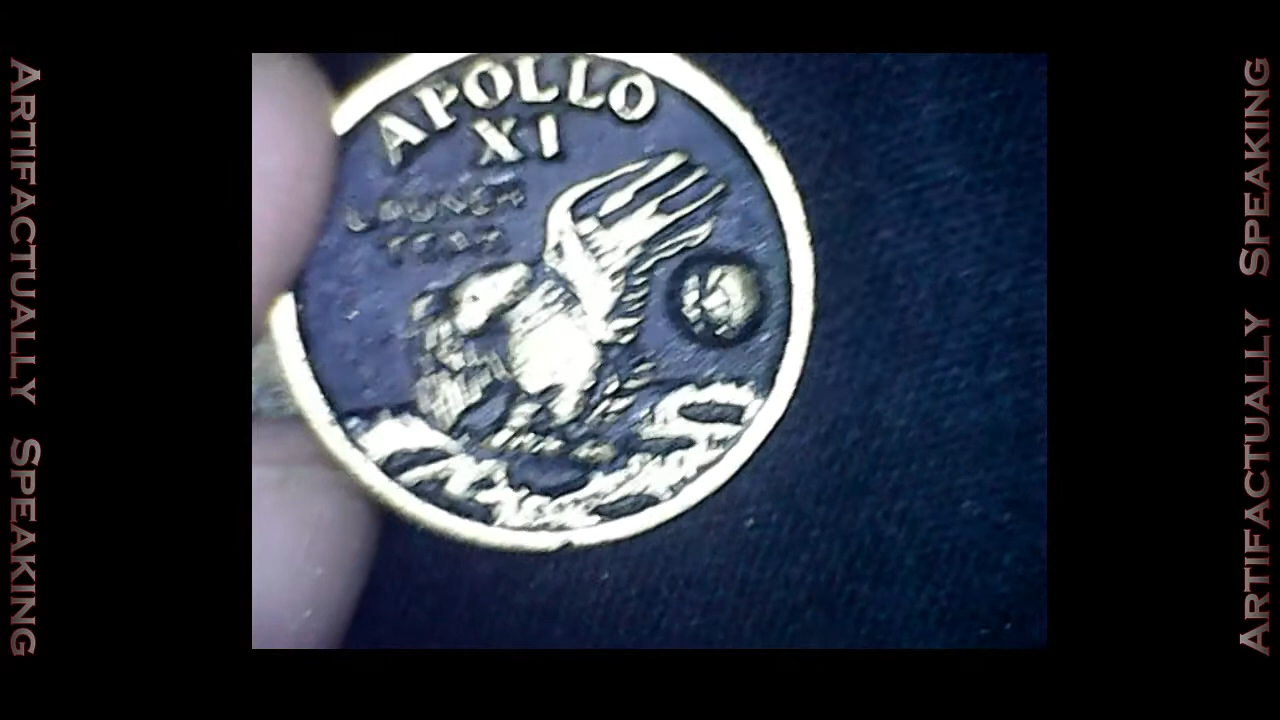 ARTIFACTUALLY SPEAKING
APOLLO
XI
LAUNCH
TEAM
ARTIFACTUALLY SPEAKING